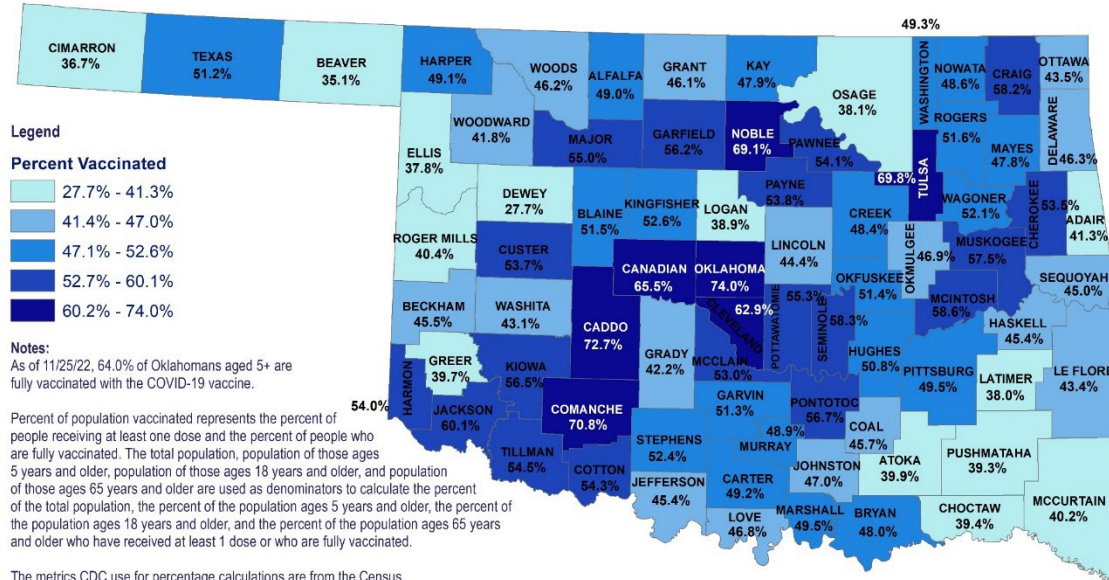 49.3%
CIMARRON
36.7%
TEXAS
51.2%
BEAVER
35.1%
HARPER
49.1%
WOODS
46.2%
ALFALFA
49.0%
GRANT
46.1%
KAY
47.9%
OSAGE
38.1%
WASHINGTON
NOWATA
48.6%
CRAIG
58.2%
OTTAWA
43.5%
WOODWARD
41.8%
MAJOR
55.0%
GARFIELD
56.2%
NOBLE
69.1%
PAWNEE
54.1%
ROGERS
51.6%
MAYES
47.8%
DELAWARE
46.3%
Legend
Percent Vaccinated
27.7% - 41.3%
41.4% - 47.0%
47.1% - 52.6%
52.7% - 60.1%
60.2% - 74.0%
ELLIS
37.8%
DEWEY
27.7%
BLAINE
51.5%
KINGFISHER
52.6%
LOGAN
38.9%
PAYNE
53.8%
CREEK
48.4%
69.8%
TULSA
WAGONER
52.1%
CHEROKEE
53.5%
ADAIR
41.3%
ROGER MILLS
40.4%
CUSTER
53.7%
CANADIAN
65.5%
OKLAHOMA
74.0%
LINCOLN
44.4%
OKFUSKEE
51.4%
OKMULGEE
46.9%
MUSKOGEE
57.5%
SEQUOYAH
45.0%
BECKHAM
45.5%
WASHITA
43.1%
CADDO
72.7%
GRADY
42.2%
62.9%
CLEVELAND
MCCLAIN
53.0%
POTTAWATOMIE
55.3%
SEMINOLE
58.3%
HUGHES
50.8%
MCINTOSH
58.6%
HASKELL
45.4%
PITTSBURG
49.5%
LATIMER
38.0%
LE FLORE
43.4%
GREER
39.7%
KIOWA
56.5%
54.0%
HARMON
JACKSON
60.1%
COMANCHE
70.8%
TILLMAN
54.5%
COTTON
54.3%
STEPHENS
52.4%
JEFFERSON
45.4%
GARVIN
51.3%
48.9%
MURRAY
PONTOTOC
56.7%
COAL
45.7%
CARTER
49.2%
JOHNSTON
47.0%
ATOKA
39.9%
PUSHMATAHA
39.3%
MCCURTAIN
40.2%
LOVE
46.8%
MARSHALL
49.5%
BRYAN
48.0%
CHOCTAW
39.4%
Notes:
As of 11/25/22, 64.0% of Oklahomans aged 5+ are
fully vaccinated with the COVID-19 vaccine.
Percent of population vaccinated represents the percent of
people receiving at least one dose and the percent of people who
are fully vaccinated. The total population, population of those ages
5 years and older, population of those ages 18 years and older, and population
of those ages 65 years and older are used as denominators to calculate the percent
of the total population, the percent of the population ages 5 years and older, the percent of
the population ages 18 years and older, and the percent of the population ages 65 years
and older who have received at least 1 dose or who are fully vaccinated.
The metrics CDC use for percentage calculations are from the Census